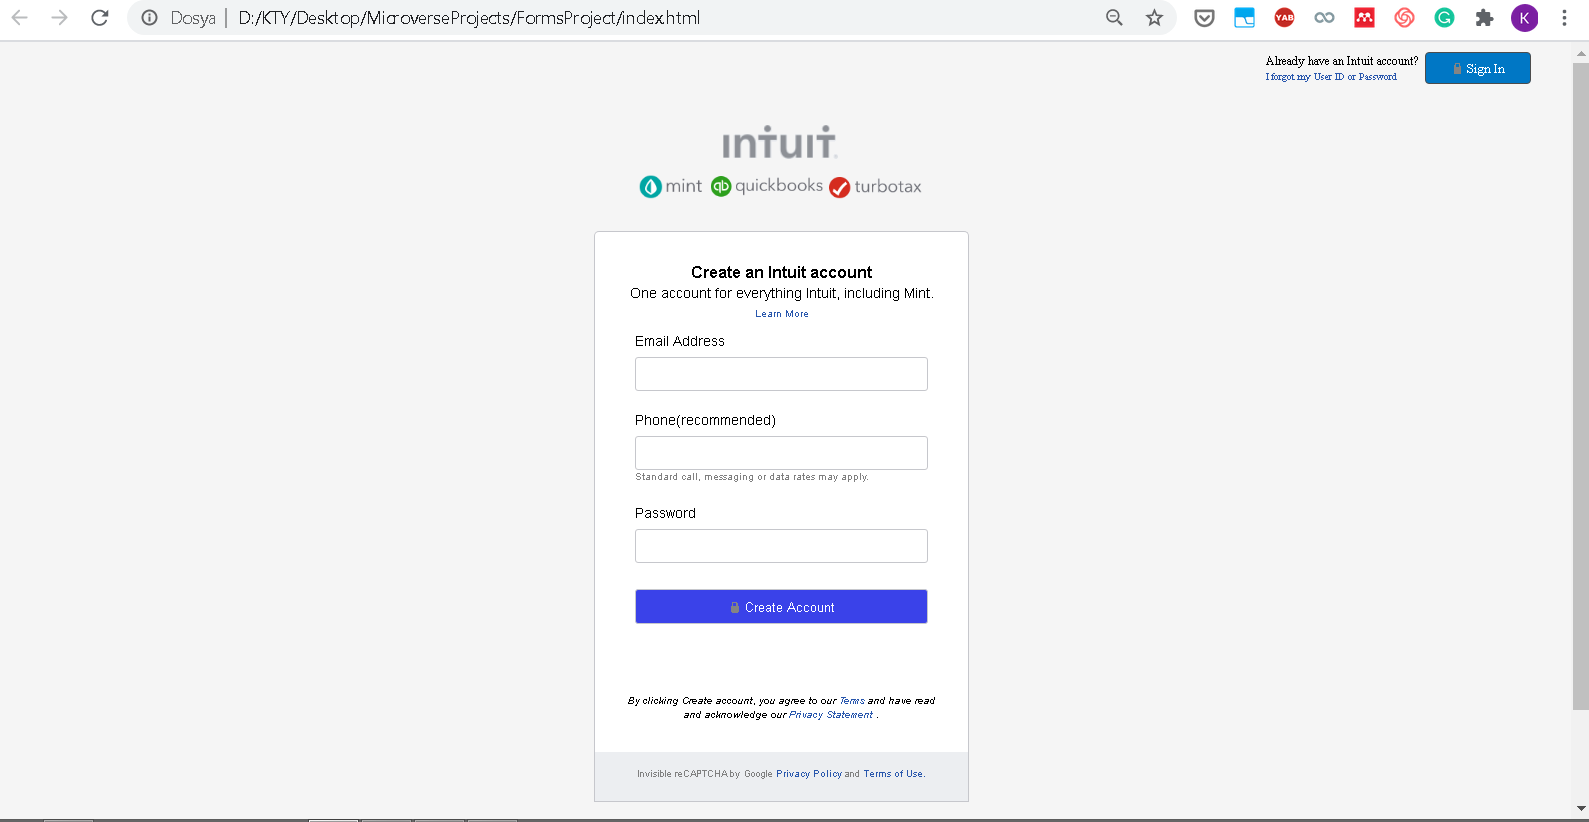 Dosya | D:/KTY/Desktop/MicroverseProjects/FormsProject/index.html
YAB
G
K
Already have an Intuit account?
I forgot my User ID or Password
Sign In
intuit
mint qb quickbooks turbotax
Create an Intuit account
One account for everything Intuit, including Mint.
Learn More
Email Address
Phone(recommended)
Standard call, messaging or data rates may apply.
Password
Create Account
By clicking Create account, you agree to our Terms and have read
and acknowledge our Privacy Statement .
Invisible reCAPTCHA by Google Privacy Policy and Terms of Use.